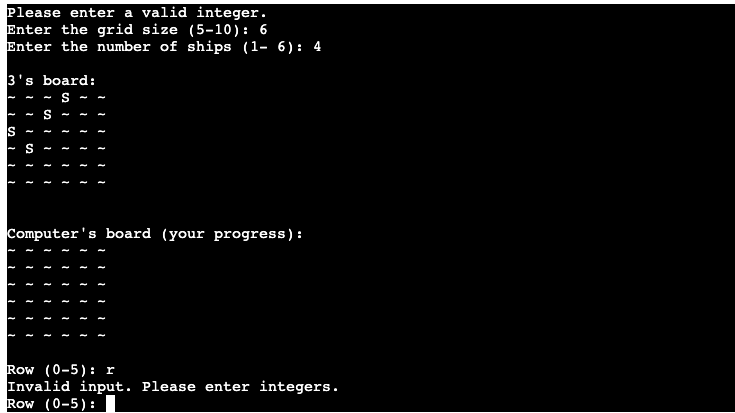 Please enter a valid integer.
Enter the grid size (5-10): 6
Enter the number of ships (1- 6): 4
3's board:
~ ~ ~ S ~ ~
~ ~ S ~ ~ ~
S ~ ~ ~ ~ ~
~ S ~ ~ ~ ~
~ ~ ~ ~ ~ ~
~ ~ ~ ~ ~ ~
Computer's board (your progress):
~ ~ ~ ~ ~ ~
~ ~ ~ ~ ~ ~
~ ~ ~ ~ ~ ~
~ ~ ~ ~ ~ ~
~ ~ ~ ~ ~ ~
~ ~ ~ ~ ~ ~
Row (0-5): r
Invalid input. Please enter integers.
Row (0-5):